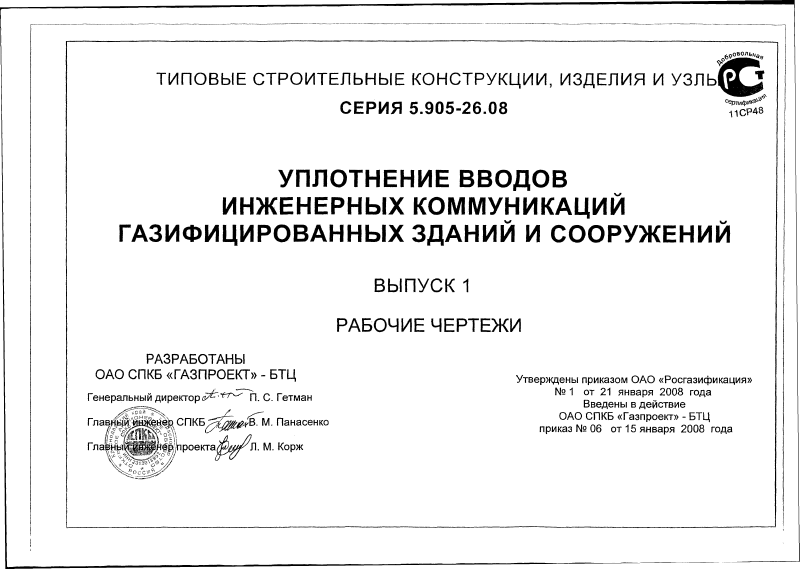 ТИПОВЫЕ СТРОИТЕЛЬНЫЕ КОНСТРУКЦИИ, ИЗДЕЛИЯ И УЗЛЫ
СЕРИЯ 5.905-26.08
Добровольная
РСТ
сертификация
11СР48
УПЛОТНЕНИЕ ВВОДОВ
ИНЖЕНЕРНЫХ КОММУНИКАЦИЙ
ГАЗИФИЦИРОВАННЫХ ЗДАНИЙ И СООРУЖЕНИЙ
ВЫПУСК 1
РАБОЧИЕ ЧЕРТЕЖИ
РАЗРАБОТАНЫ
ОАО СПКБ «ГАЗПРОЕКТ» - БТЦ
Генеральный директор П. С. Гетман
Главный инженер СПКБ В. М. Панасенко
Главный инженер проекта Л. М. Корж
СПКБ
Утверждены приказом ОАО «Росгазификация»
№ 1 от 21 января 2008 года
Введены в действие
ОАО СПКБ «Газпроект» - БТЦ
приказ № 06 от 15 января 2008 года